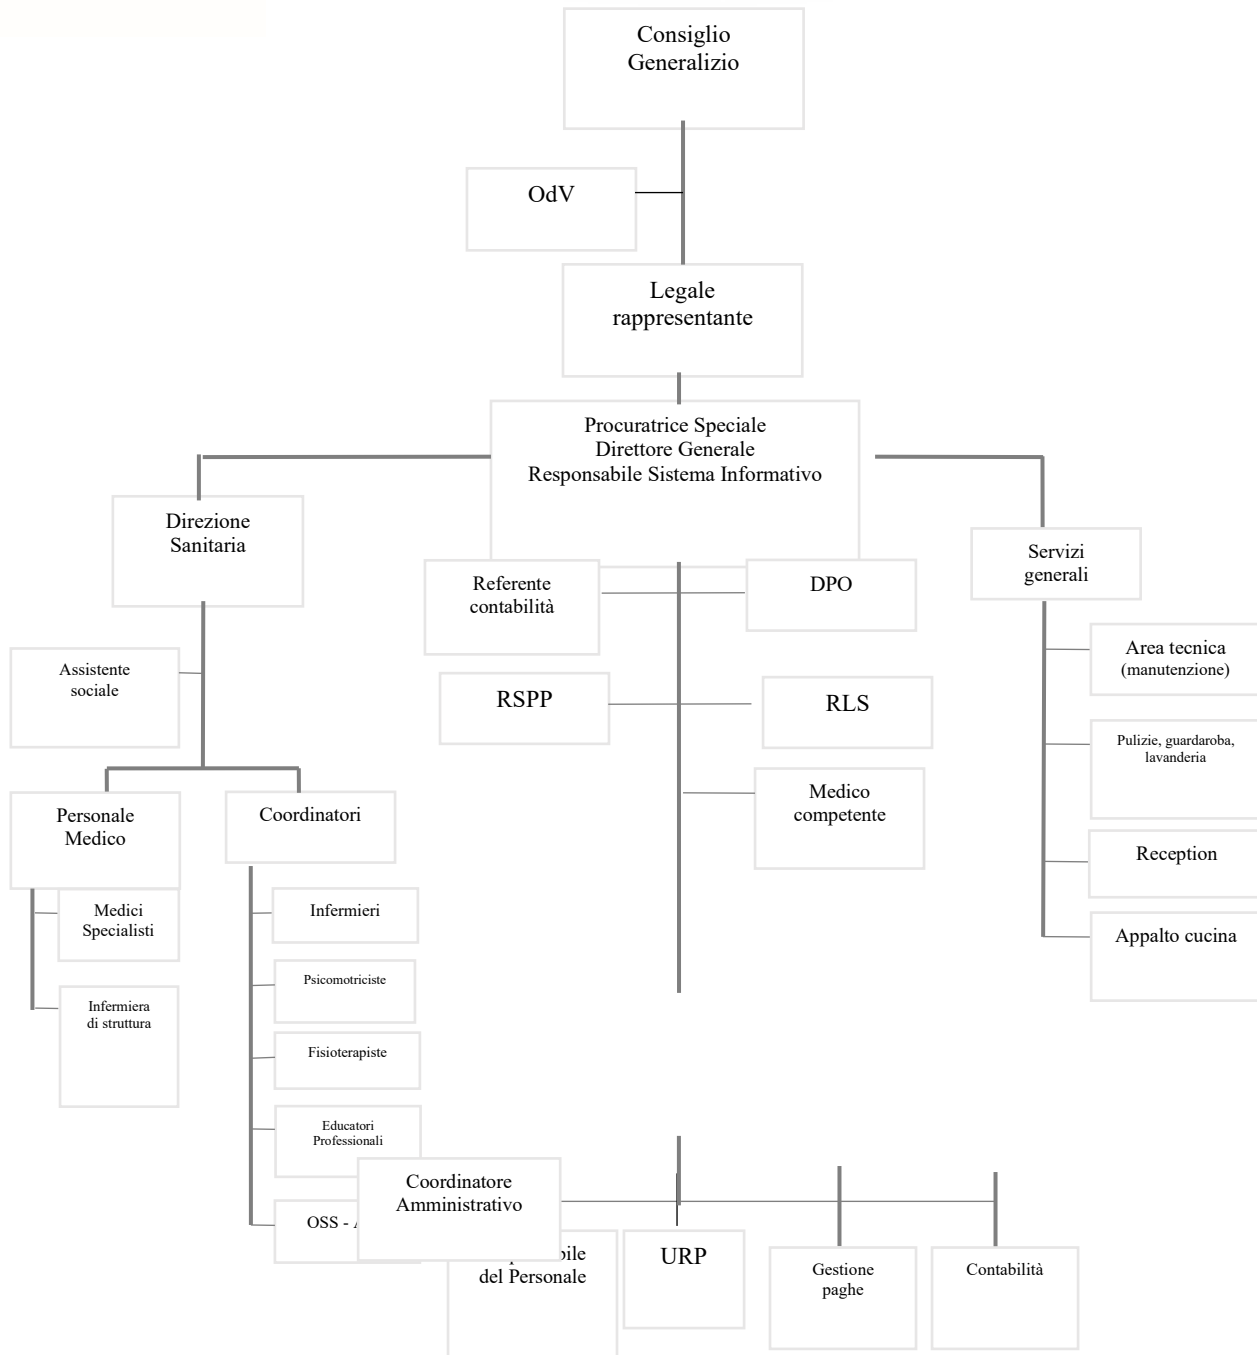 Consiglio
Generalizio
OdV
Legale
rappresentante
Procuratrice Speciale
Direttore Generale
Responsabile Sistema Informativo
Direzione
Sanitaria
Servizi
generali
Referente
contabilità
DPO
Assistente
sociale
RSPP
RLS
Area tecnica
(manutenzione)
Pulizie, guardaroba,
lavanderia
Medico
competente
Personale
Medico
Coordinatori
Reception
Medici
Specialisti
Infermieri
Appalto cucina
Psicomotriciste
Infermiera
di struttura
Fisioterapiste
Educatori
Professionali
Coordinatore
Amministrativo
OSS -
del Personale
URP
Gestione
paghe
Contabilità